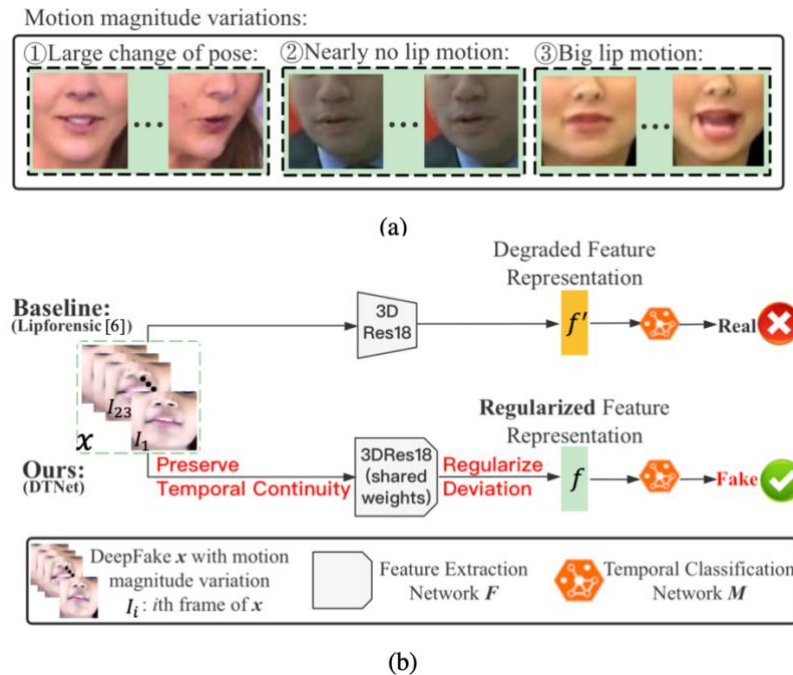 Motion magnitude variations:
①Large change of pose: ②Nearly no lip motion: ③Big lip motion:
(a)
Degraded Feature
Representation
Baseline:
(Lipforensic [6])
3D
Res18
f′
Real
I23
I1
x
Regularized Feature
Representation
Ours:
(DTNet)
Preserve
Temporal Continuity
3DRes18
(shared
weights)
Regularize
Deviation
f
Fake
DeepFake x with motion
magnitude variation
Ii : ith frame of x
Feature Extraction
Network F
Temporal Classification
Network M
(b)